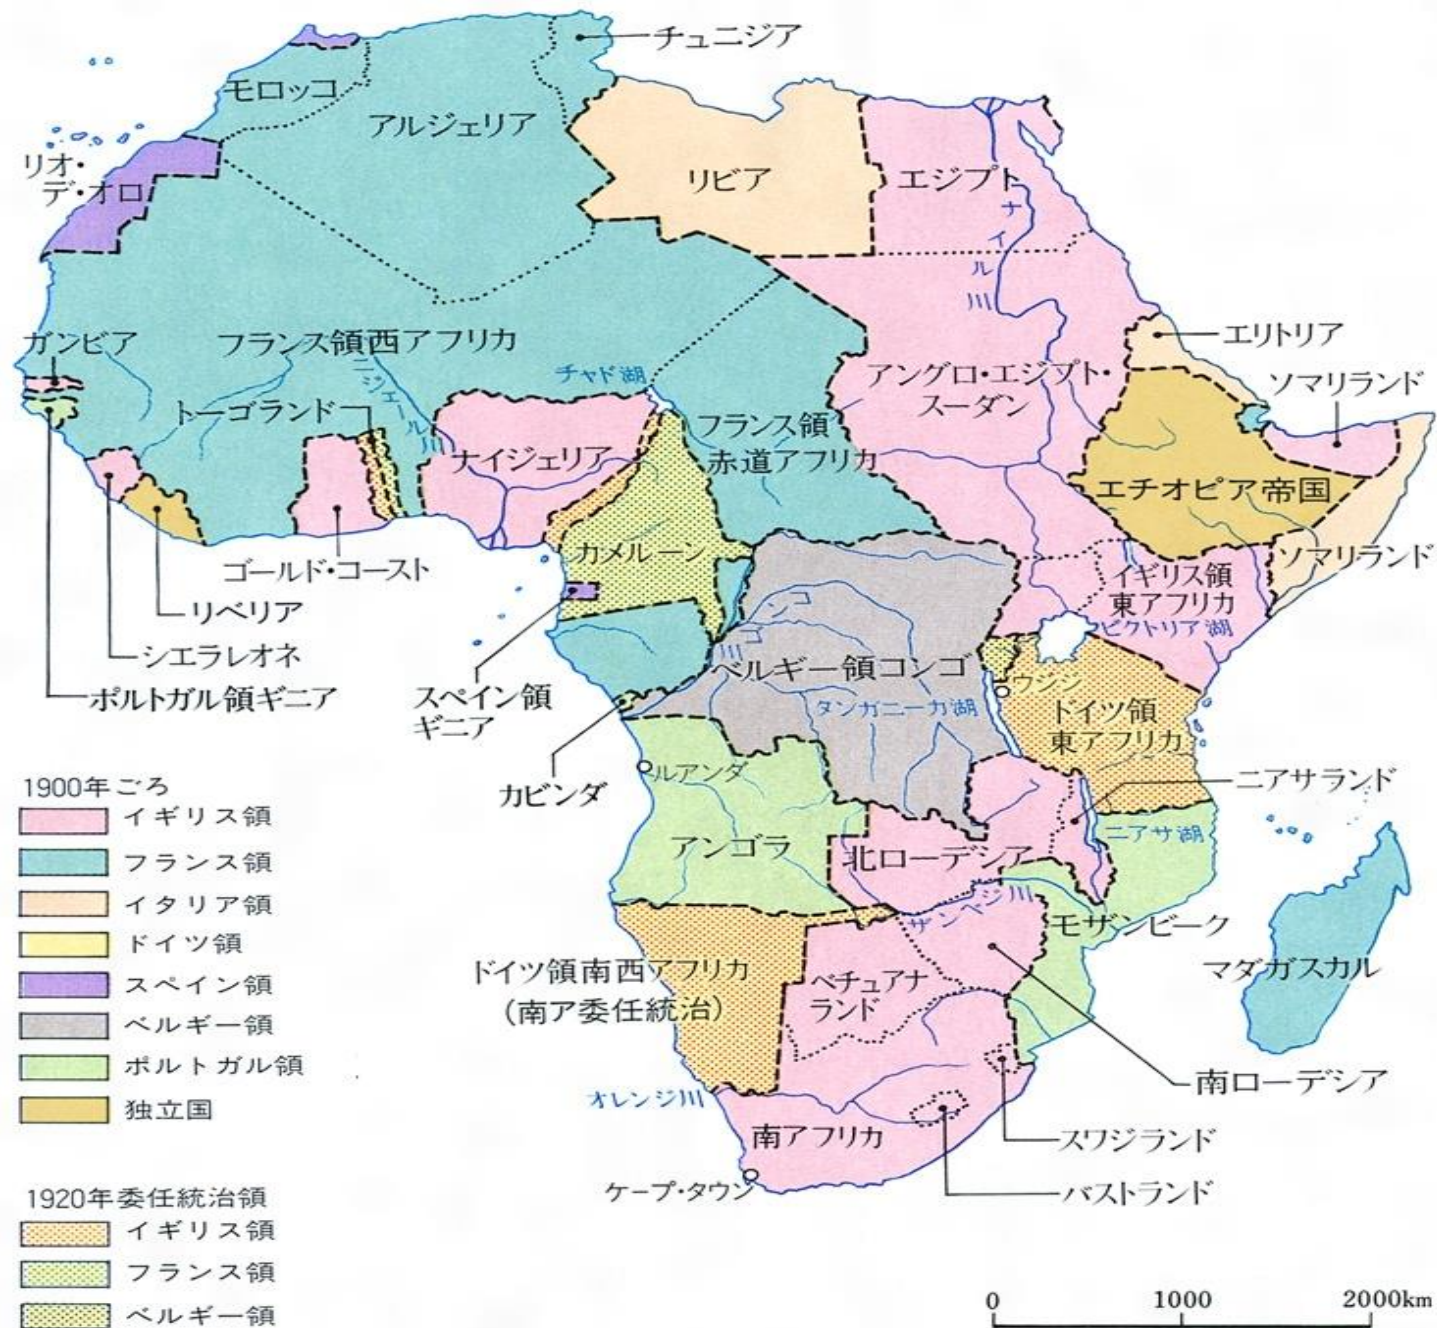 チュニジア
モロッコ
アルジェリア
リオ・
デ・オロ
リビア
エジプト
ナイル川
ガンビア
フランス領西アフリカ
エリトリア
ニジェール川
チャド湖
アングロ・エジプト・
スーダン
ソマリランド
トーゴランド
フランス領
赤道アフリカ
ナイジェリア
エチオピア帝国
カメルーン
ソマリランド
ゴールド・コースト
イギリス領
東アフリカ
リベリア
コンゴ川
ビクトリア湖
シエラレオネ
ベルギー領コンゴ
ポルトガル領ギニア
スペイン領
ギニア
ウジジ
タンガニーカ湖
ドイツ領
東アフリカ
カビンダ
ルアンダ
ニアサランド
アンゴラ
北ローデシア
ニアサ湖
ザンベジ川
モザンビーク
ドイツ領南西アフリカ
(南ア委任統治)
ベチュアナ
ランド
マダガスカル
南ローデシア
オレンジ川
南アフリカ
スワジランド
ケープ・タウン
バストランド
1900年ごろ
イギリス領
フランス領
イタリア領
ドイツ領
スペイン領
ベルギー領
ポルトガル領
独立国
1920年委任統治領
イギリス領
フランス領
ベルギー領
0 1000 2000km